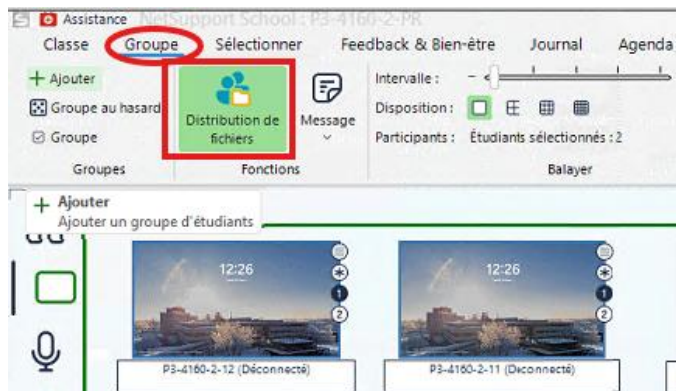 Assistance NetSupport School : P3-4160-2-PR
Classe Groupe Sélectionner Feedback & Bien-être Journal Agenda
Ajouter
Groupe au hasard
Groupe
Groupes
Distribution de
fichiers
Message
Fonctions
Intervalle :
Disposition :
Participants : Étudiants sélectionnés : 2
Balayer
Ajouter
Ajouter un groupe d'étudiants
12:26
1
2
P3-4160-2-12 (Déconnecté)
12:26
1
2
P3-4160-2-11 (Déconnecté)